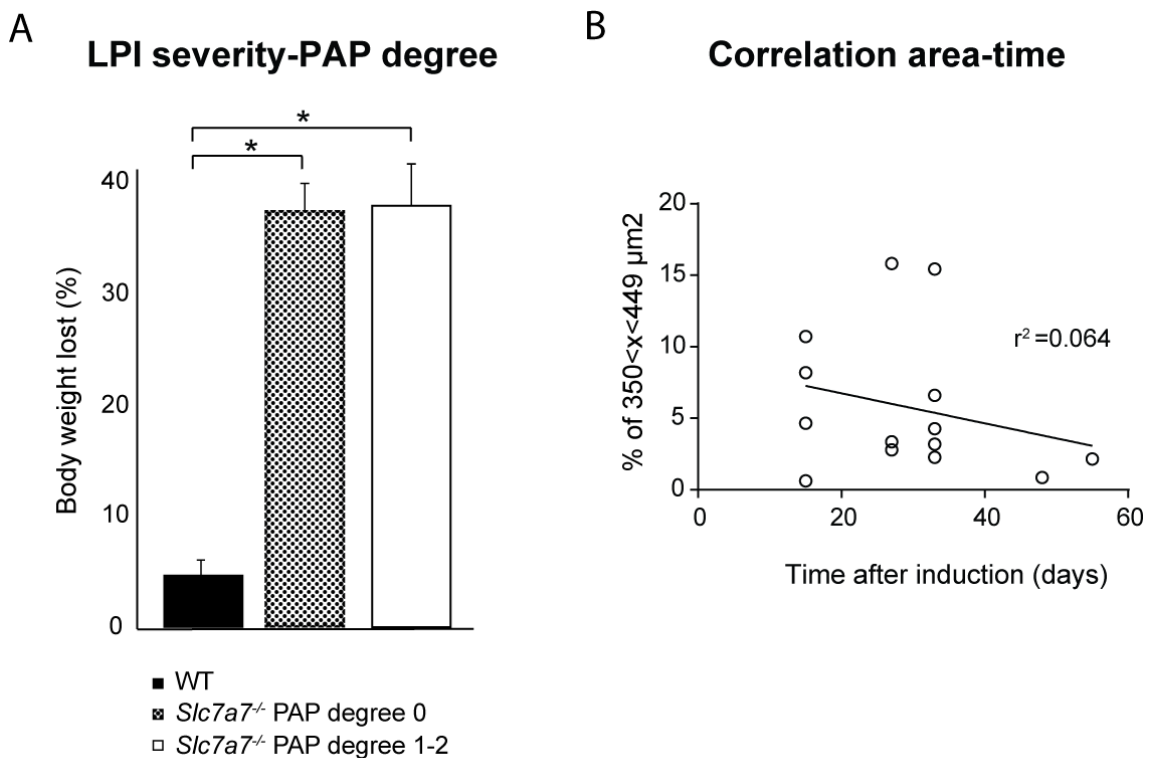 A
LPI severity-PAP degree
*
*
40
30
20
10
0
Body weight lost (%)
WT
Slc7a7-/- PAP degree 0
Slc7a7-/- PAP degree 1-2
B
Correlation area-time
20
15
10
5
0
% of 350<x<449 µm2
r² =0.064
0 20 40 60
Time after induction (days)